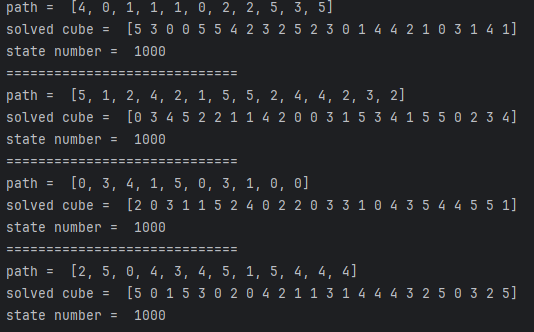 path =  [4, 0, 1, 1, 1, 0, 2, 2, 5, 3, 5]
solved cube =  [5 3 0 0 5 5 4 2 3 2 5 2 3 0 1 4 4 2 1 0 3 1 4 1]
state number =  1000
=============================
path =  [5, 1, 2, 4, 2, 1, 5, 5, 2, 4, 4, 2, 3, 2]
solved cube =  [0 3 4 5 2 2 1 1 4 2 0 0 3 1 5 3 4 1 5 5 0 2 3 4]
state number =  1000
=============================
path =  [0, 3, 4, 1, 5, 0, 3, 1, 0, 0]
solved cube =  [2 0 3 1 1 5 2 4 0 2 2 0 3 3 1 0 4 3 5 4 4 5 5 1]
state number =  1000
=============================
path =  [2, 5, 0, 4, 3, 4, 5, 1, 5, 4, 4, 4]
solved cube =  [5 0 1 5 3 0 2 0 4 2 1 1 3 1 4 4 4 3 2 5 0 3 2 5]
state number =  1000